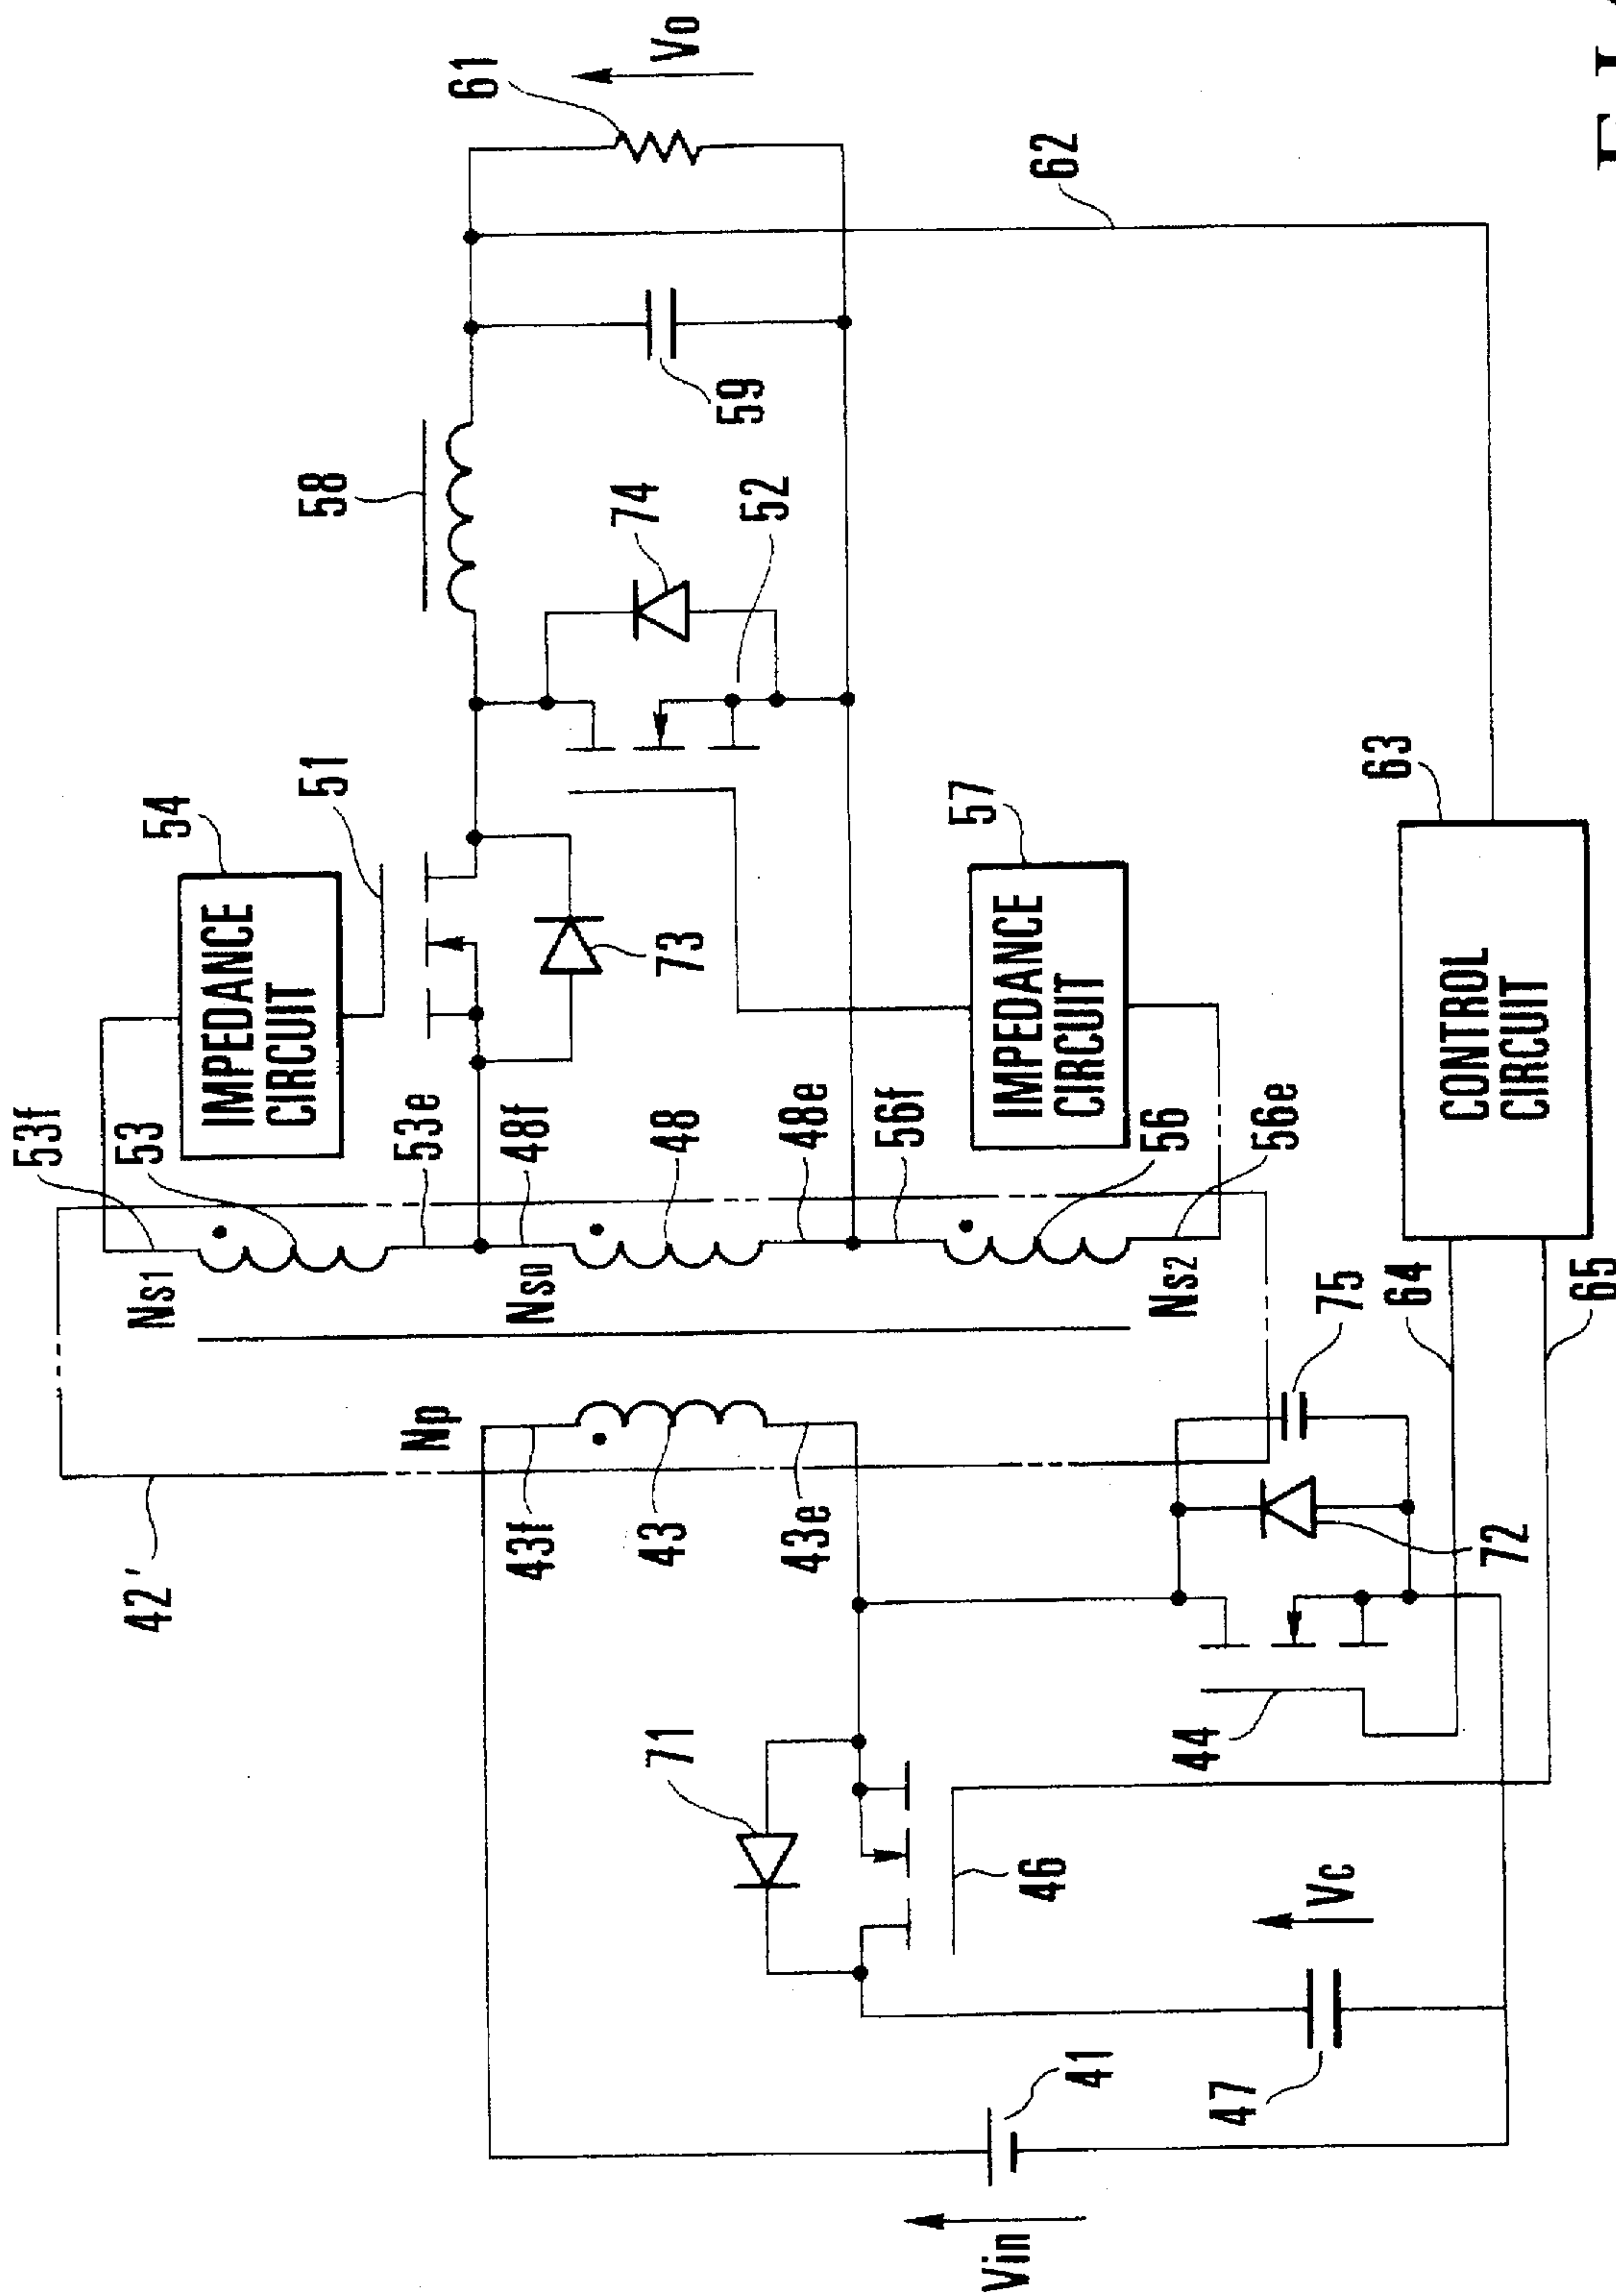 Vin
41
47
Vc
46
71
44
72
42'
43f
43
43e
Np
75
64
65
Ns1
Ns0
Ns2
53f
53
53e
48f
48
48e
56f
56
56e
IMPEDANCE
CIRCUIT
54
51
73
IMPEDANCE
CIRCUIT
57
CONTROL
CIRCUIT
63
58
74
52
59
62
61
Vo